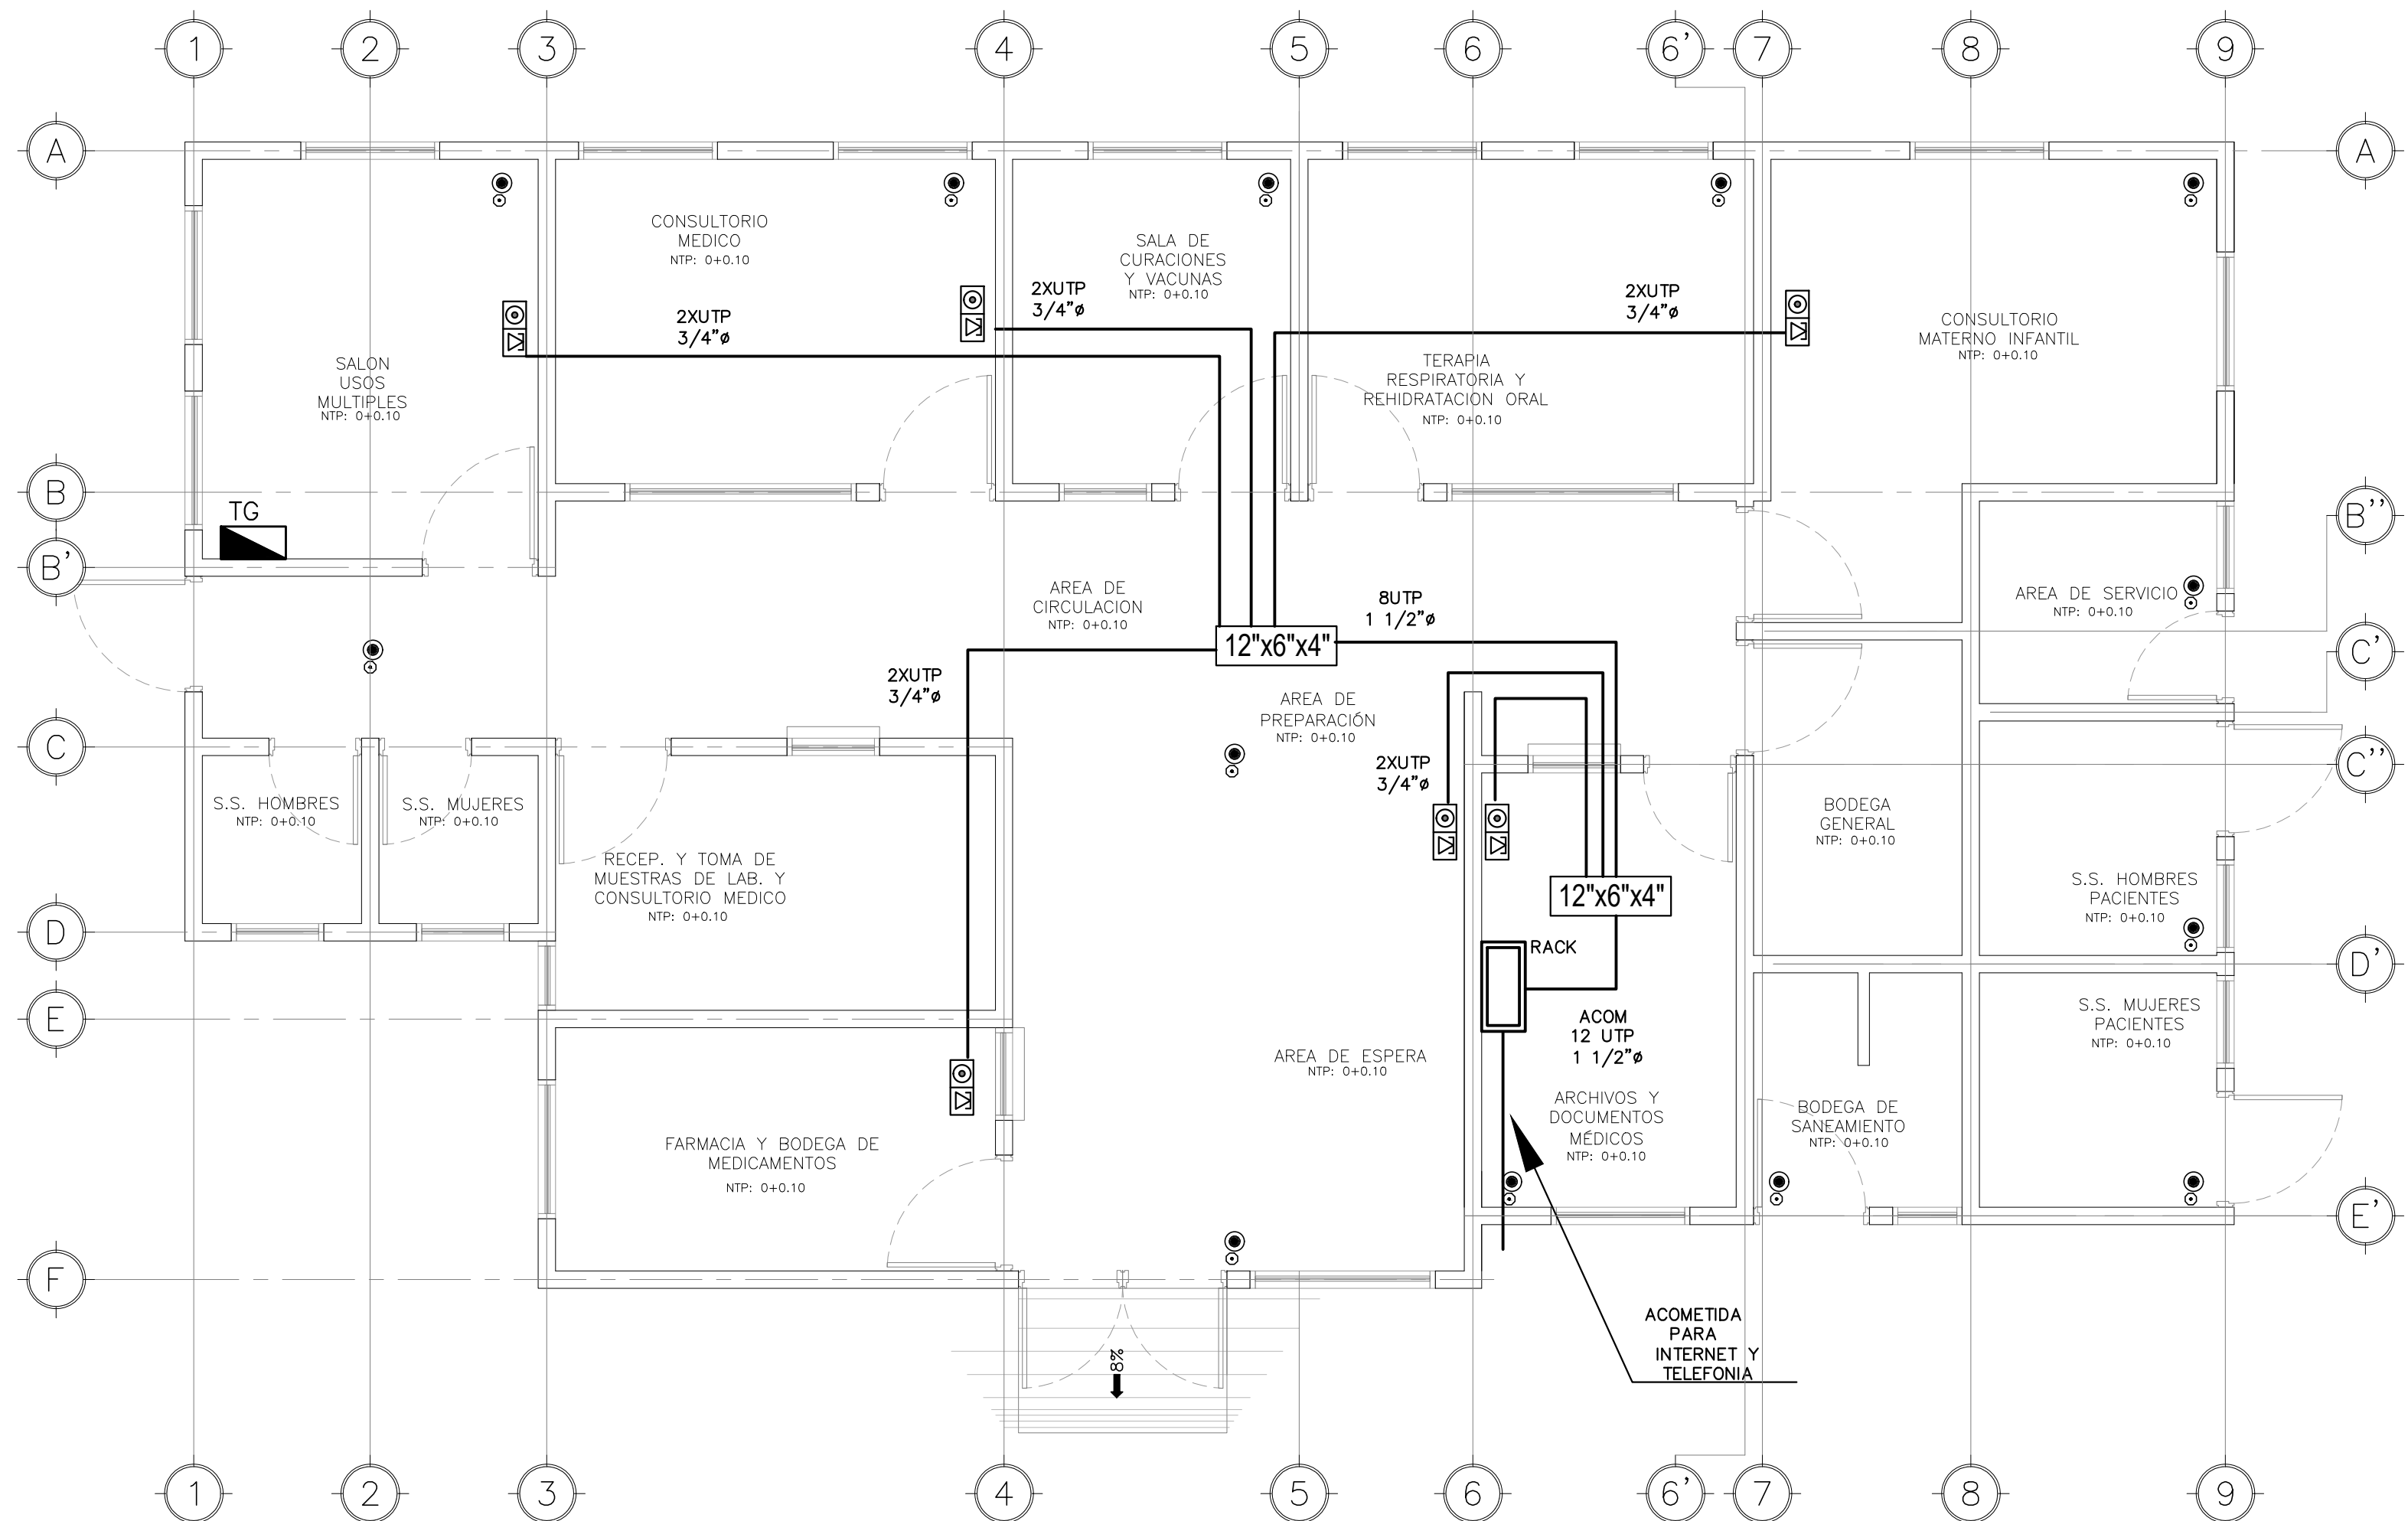 1 2 3 4 5 6 6' 7 8 9
A
A
CONSULTORIO
MEDICO
NTP: 0+0.10
SALA DE
CURACIONES
Y VACUNAS
NTP: 0+0.10
2XUTP
3/4"ø
2XUTP
3/4"ø
2XUTP
3/4"ø
CONSULTORIO
MATERNO INFANTIL
NTP: 0+0.10
SALON
USOS
MULTIPLES
NTP: 0+0.10
TERAPIA
RESPIRATORIA Y
REHIDRATACION ORAL
NTP: 0+0.10
B
TG
B''
B'
AREA DE
CIRCULACION
NTP: 0+0.10
8UTP
1 1/2"ø
AREA DE SERVICIO
NTP: 0+0.10
12"x6"x4"
C'
2XUTP
3/4"ø
AREA DE
PREPARACIÓN
NTP: 0+0.10
C
C''
2XUTP
3/4"ø
S.S. HOMBRES
NTP: 0+0.10
S.S. MUJERES
NTP: 0+0.10
BODEGA
GENERAL
NTP: 0+0.10
RECEP. Y TOMA DE
MUESTRAS DE LAB. Y
CONSULTORIO MEDICO
NTP: 0+0.10
12"x6"x4"
S.S. HOMBRES
PACIENTES
NTP: 0+0.10
D
RACK
D'
E
ACOM
12 UTP
1 1/2"ø
S.S. MUJERES
PACIENTES
NTP: 0+0.10
AREA DE ESPERA
NTP: 0+0.10
ARCHIVOS Y
DOCUMENTOS
MÉDICOS
NTP: 0+0.10
BODEGA DE
SANEAMIENTO
NTP: 0+0.10
FARMACIA Y BODEGA DE
MEDICAMENTOS
NTP: 0+0.10
E'
F
ACOMETIDA
PARA
INTERNET Y
TELEFONIA
8%
1 2 3 4 5 6 6' 7 8 9